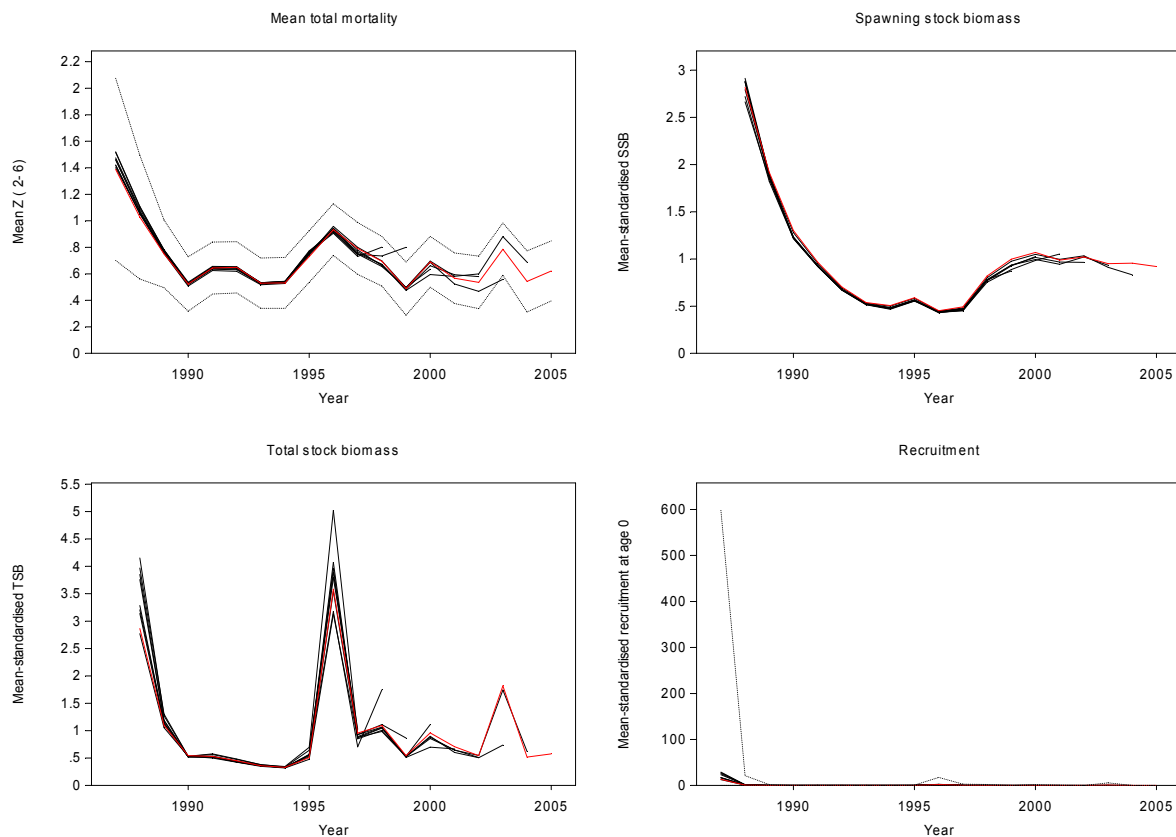 Mean total mortality
2.2
2
1.8
1.6
1.4
1.2
1
.8
.6
.4
.2
0
Mean Z ( 2- 6)
1990 1995 2000 2005
Year
Spawning stock biomass
3
2.5
2
1.5
1
.5
0
Mean-standardised SSB
1990 1995 2000 2005
Year
Total stock biomass
5.5
5
4.5
4
3.5
3
2.5
2
1.5
1
.5
0
Mean-standardised TSB
1990 1995 2000 2005
Year
Recruitment
600
500
400
300
200
100
0
Mean-standardised recruitment at age 0
1990 1995 2000 2005
Year